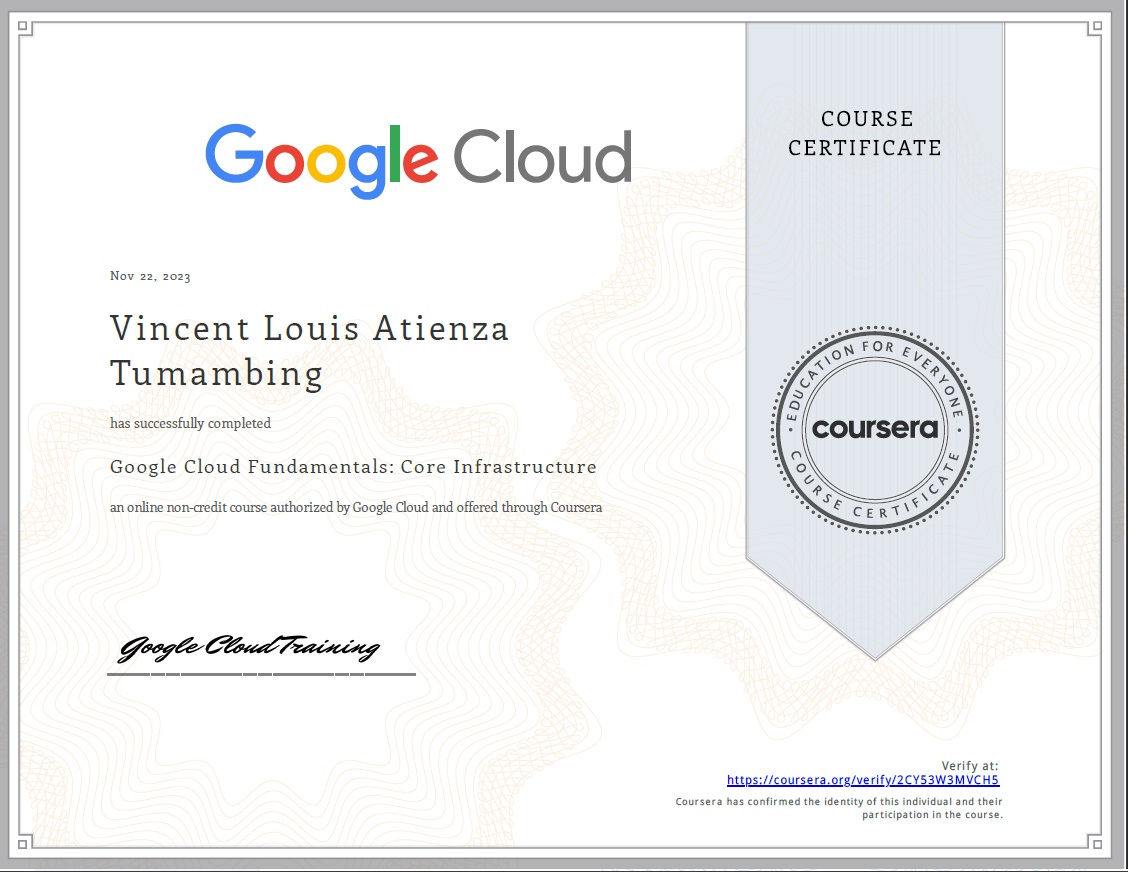 Google Cloud
COURSE
CERTIFICATE
Nov 22, 2023
Vincent Louis Atienza
Tumambing
has successfully completed
Google Cloud Fundamentals: Core Infrastructure
an online non-credit course authorized by Google Cloud and offered through Coursera
EDUCATION FOR EVERYONE
coursera
COURSE CERTIFICATE
Google Cloud Training
Verify at:
https://coursera.org/verify/2CY53W3MVCH5
Coursera has confirmed the identity of this individual and their
participation in the course.